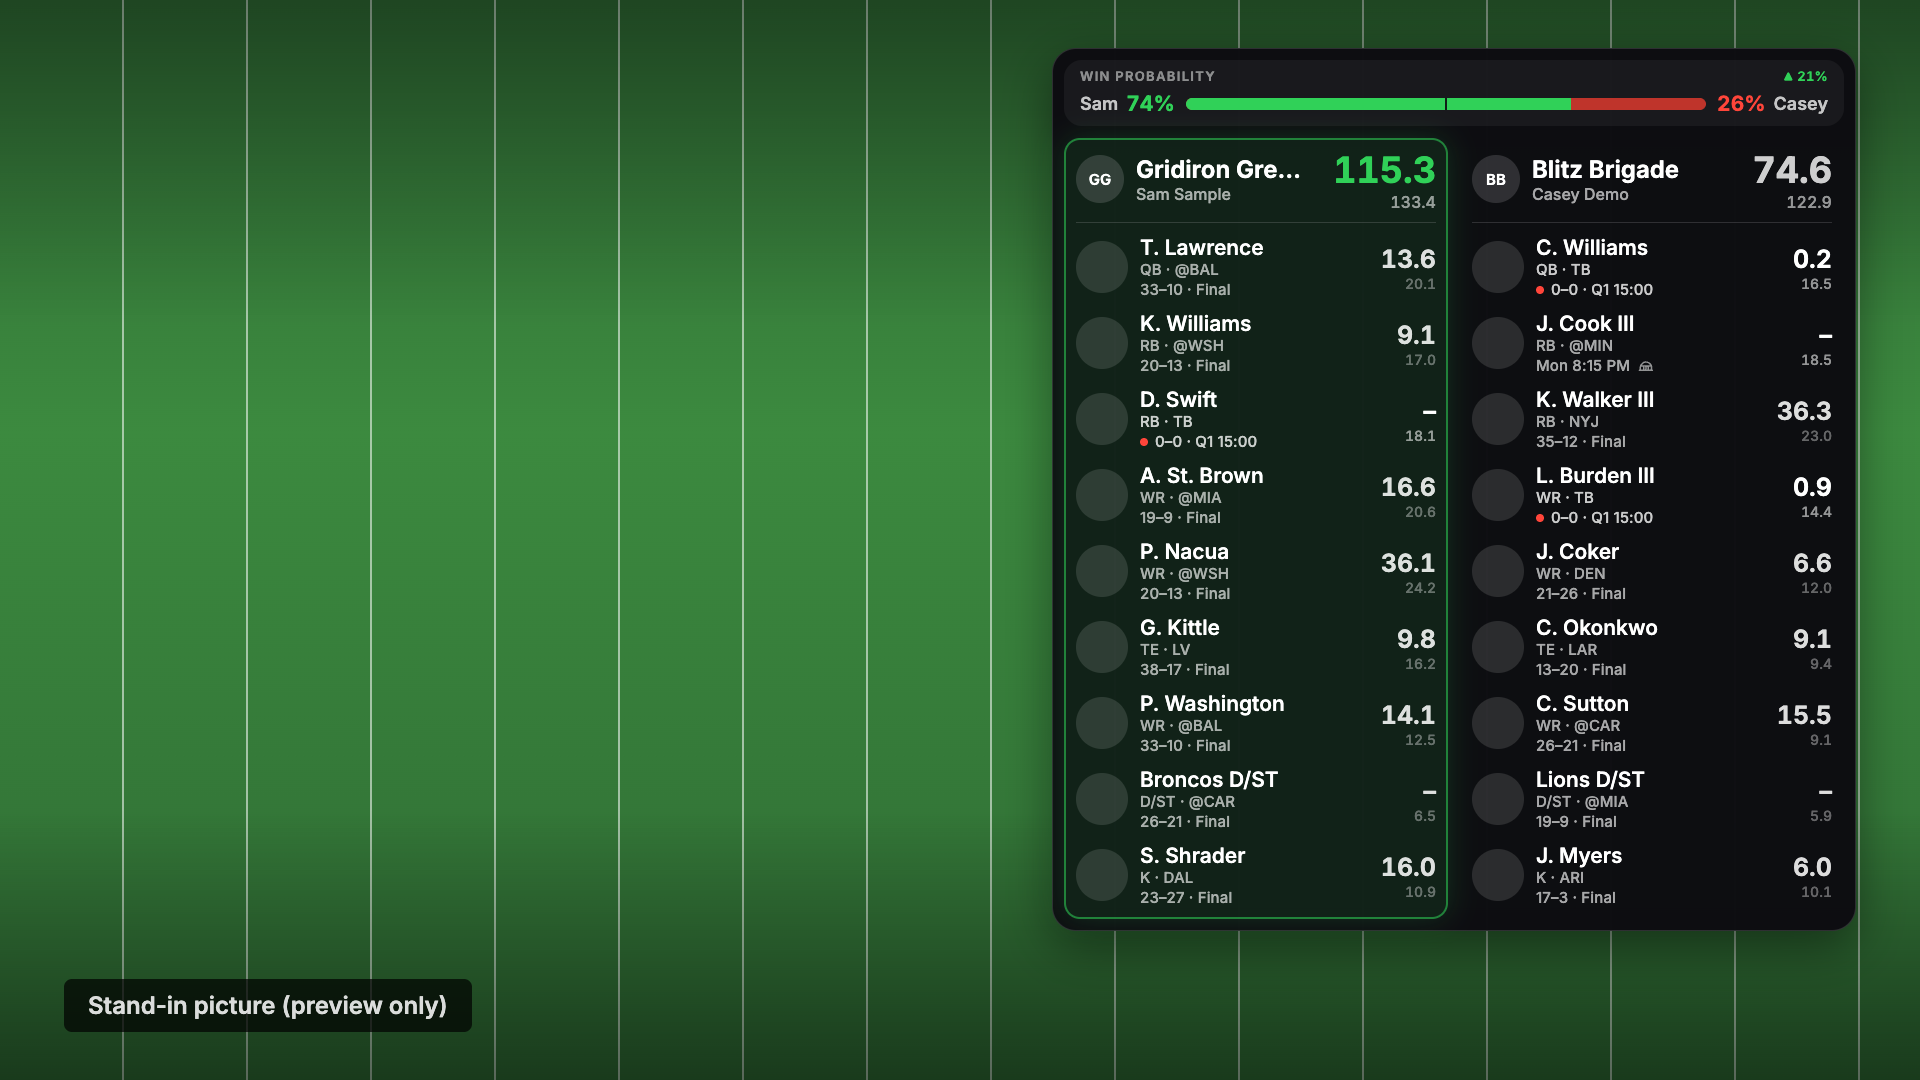 WIN PROBABILITY
▲ 21%
Sam 74%
26% Casey
GG
Gridiron Gre...
115.3
Sam Sample
133.4
T. Lawrence
13.6
QB · @BAL
20.1
33–10 · Final
K. Williams
9.1
RB · @WSH
17.0
20–13 · Final
D. Swift
–
RB · TB
18.1
0–0 · Q1 15:00
A. St. Brown
16.6
WR · @MIA
20.6
19–9 · Final
P. Nacua
36.1
WR · @WSH
24.2
20–13 · Final
G. Kittle
9.8
TE · LV
16.2
38–17 · Final
P. Washington
14.1
WR · @BAL
12.5
33–10 · Final
Broncos D/ST
–
D/ST · @CAR
6.5
26–21 · Final
S. Shrader
16.0
K · DAL
10.9
23–27 · Final
BB
Blitz Brigade
74.6
Casey Demo
122.9
C. Williams
0.2
QB · TB
16.5
0–0 · Q1 15:00
J. Cook III
–
RB · @MIN
18.5
Mon 8:15 PM
K. Walker III
36.3
RB · NYJ
23.0
35–12 · Final
L. Burden III
0.9
WR · TB
14.4
0–0 · Q1 15:00
J. Coker
6.6
WR · DEN
12.0
21–26 · Final
C. Okonkwo
9.1
TE · LAR
9.4
13–20 · Final
C. Sutton
15.5
WR · @CAR
9.1
26–21 · Final
Lions D/ST
–
D/ST · @MIA
5.9
19–9 · Final
J. Myers
6.0
K · ARI
10.1
17–3 · Final
Stand-in picture (preview only)